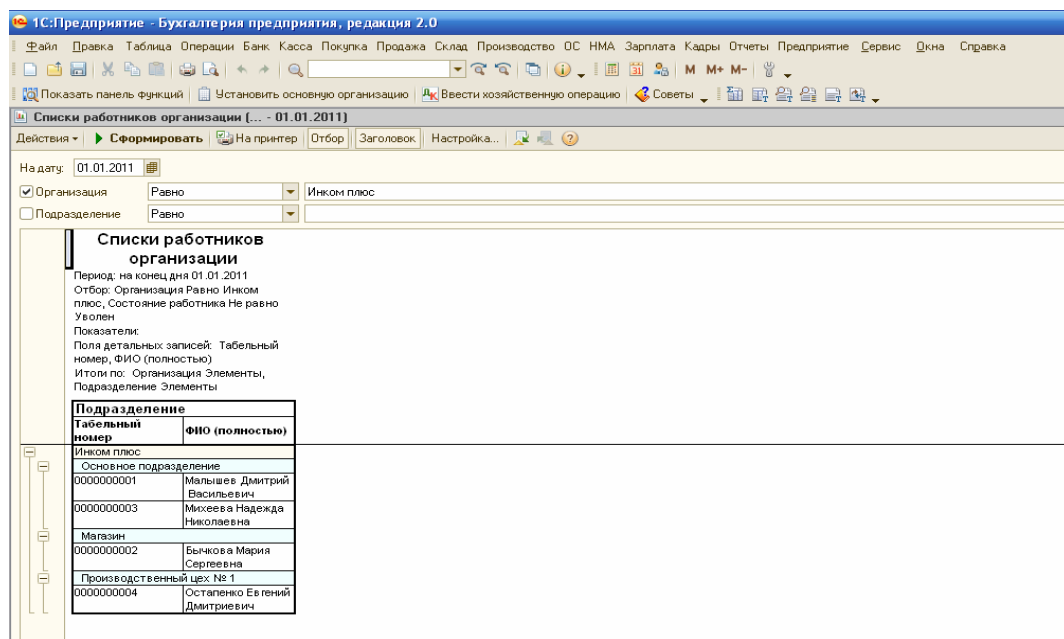 1С:Предприятие - Бухгалтерия предприятия, редакция 2.0
Файл Правка Таблица Операции Банк Касса Покупка Продажа Склад Производство ОС НМА Зарплата Кадры Отчеты Предприятие Сервис Окна Справка
M M+ M-
Показать панель функций Установить основную организацию Ввести хозяйственную операцию Советы
Списки работников организации (... - 01.01.2011)
Действия Сформировать На принтер Отбор Заголовок Настройка...
На дату: 01.01.2011
Организация Равно Инком плюс
Подразделение Равно
Списки работников
организации
Период: на конец дня 01.01.2011
Отбор: Организация Равно Инком
плюс, Состояние работника Не равно
Уволен
Показатели:
Поля детальных записей: Табельный
номер, ФИО (полностью)
Итоги по: Организация Элементы,
Подразделение Элементы
Подразделение
Табельный
номер ФИО (полностью)
Инком плюс
Основное подразделение
0000000001 Малышев Дмитрий
Васильевич
0000000003 Михеева Надежда
Николаевна
Магазин
0000000002 Бычкова Мария
Сергеевна
Производственный цех № 1
0000000004 Остапенко Евгений
Дмитриевич